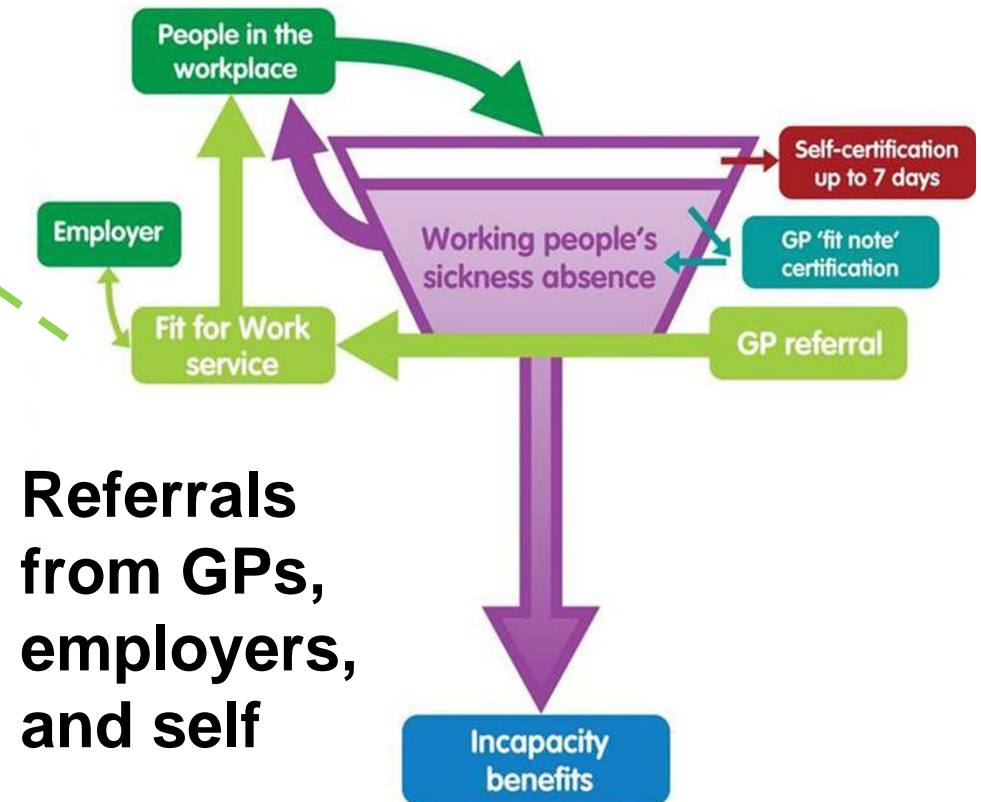 People in the
workplace
Self-certification
up to 7 days
Employer
Working people's
sickness absence
GP 'fit note'
certification
Fit for Work
service
GP referral
Referrals
from GPs,
employers,
and self
Incapacity
benefits